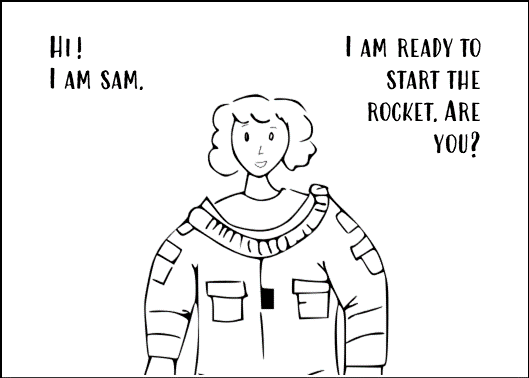 Hi!
I am sam.
I am ready to
start the
rocket. Are
you?